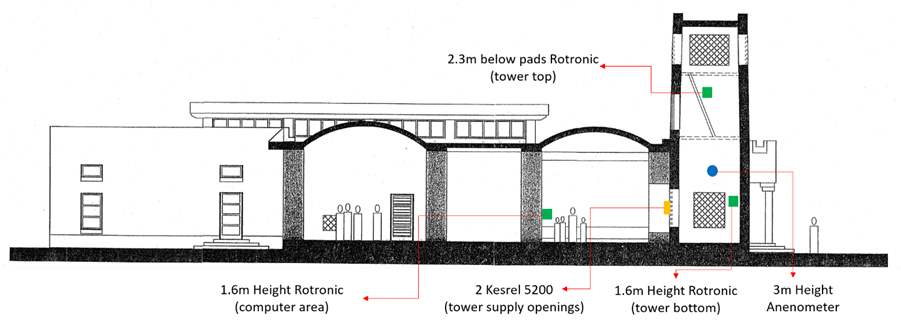 2.3m below pads Rotronic
(tower top)
1.6m Height Rotronic
(computer area)
2 Kesrel 5200
(tower supply openings)
1.6m Height Rotronic
(tower bottom)
3m Height
Anenometer